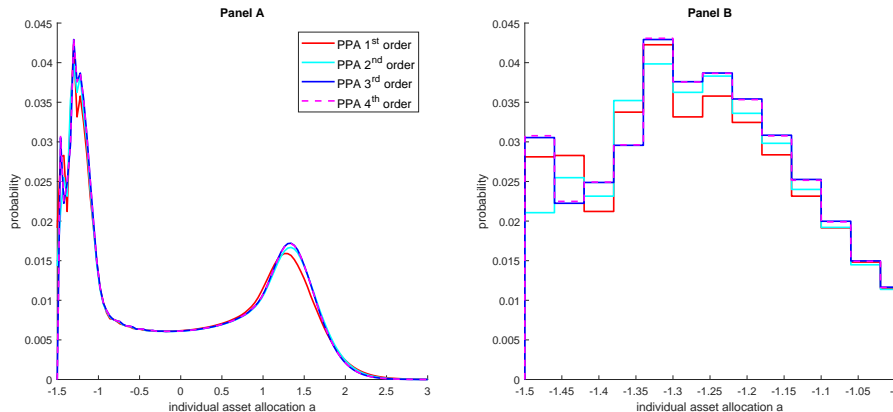 Panel A
0.045
0.04
0.035
0.03
0.025
0.02
0.015
0.01
0.005
0
probability
-1.5 -1 -0.5 0 0.5 1 1.5 2 2.5 3
individual asset allocation a
PPA 1st order
PPA 2nd order
PPA 3rd order
PPA 4th order
Panel B
0.045
0.04
0.035
0.03
0.025
0.02
0.015
0.01
0.005
0
probability
-1.5 -1.45 -1.4 -1.35 -1.3 -1.25 -1.2 -1.15 -1.1 -1.05
individual asset allocation a